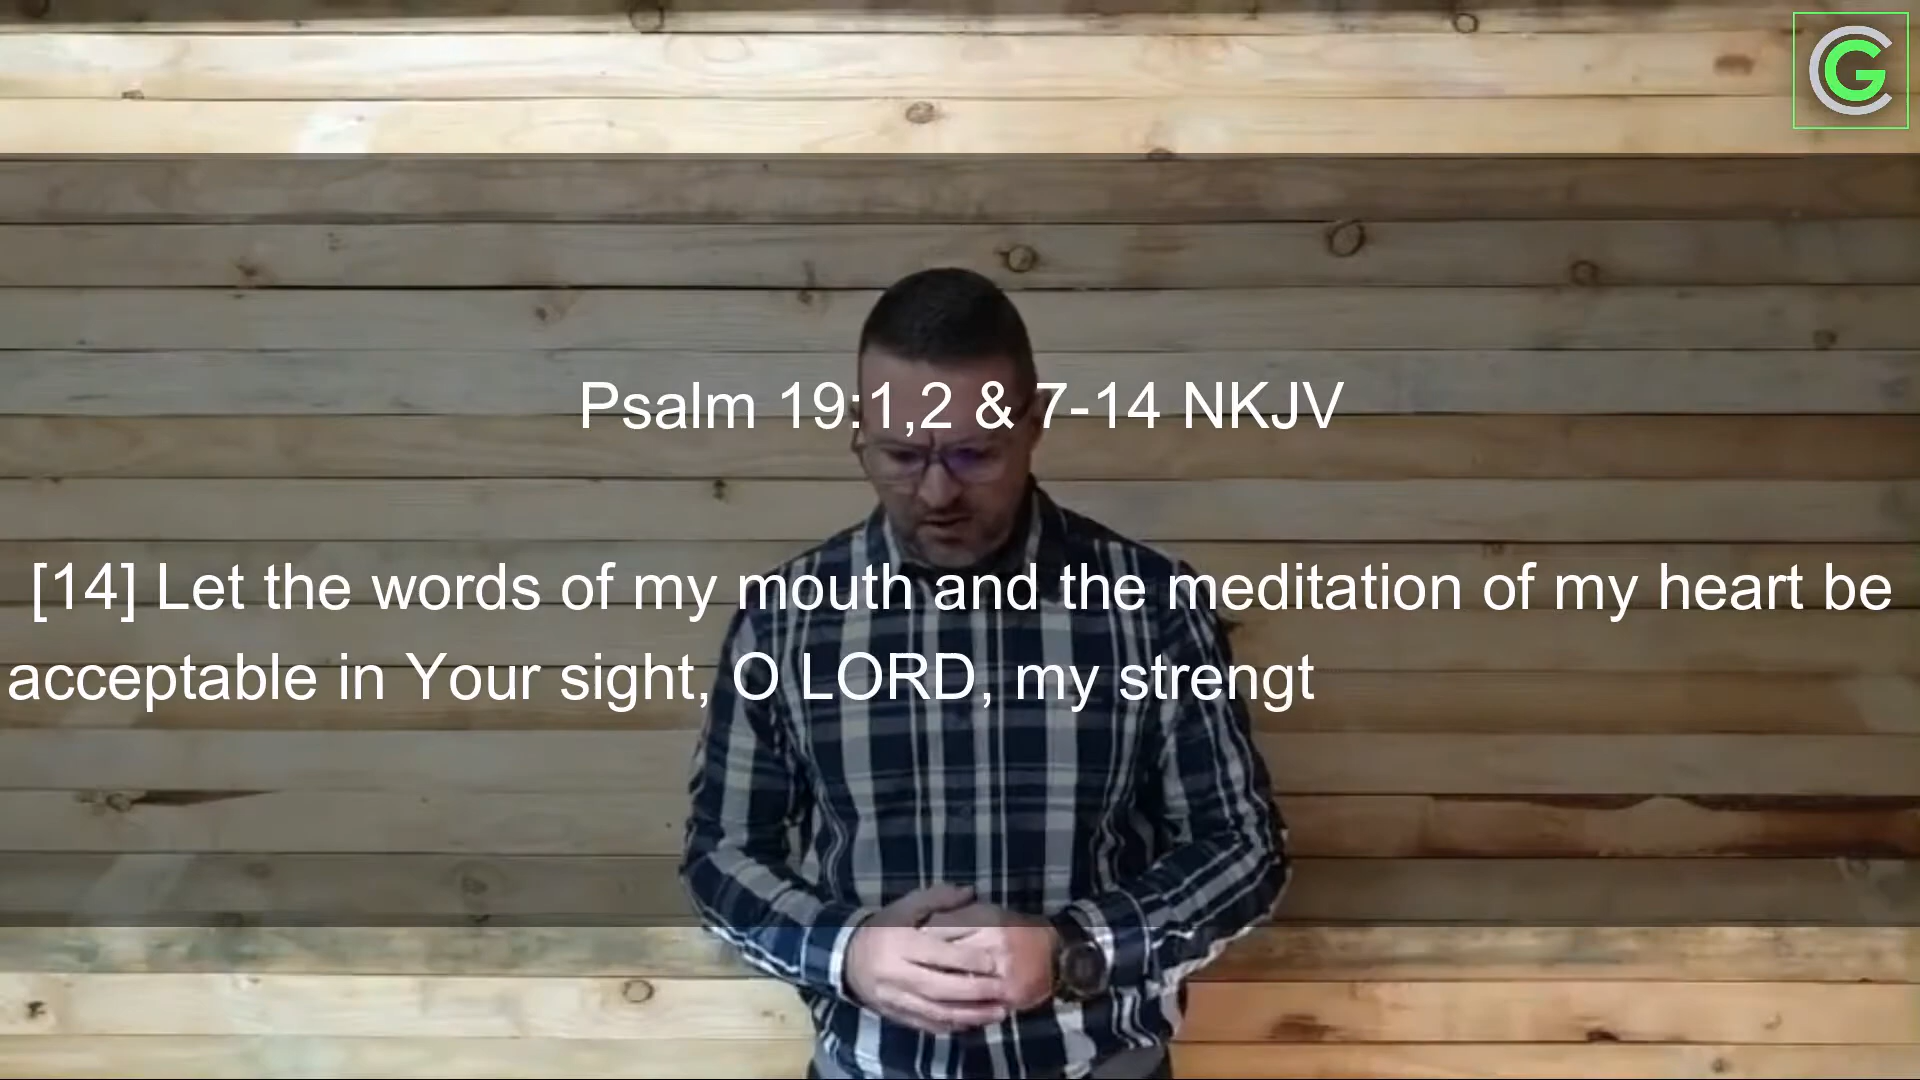 CG
Psalm 19:1,2 & 7-14 NKJV
[14] Let the words of my mouth and the meditation of my heart be
acceptable in Your sight, O LORD, my strengt